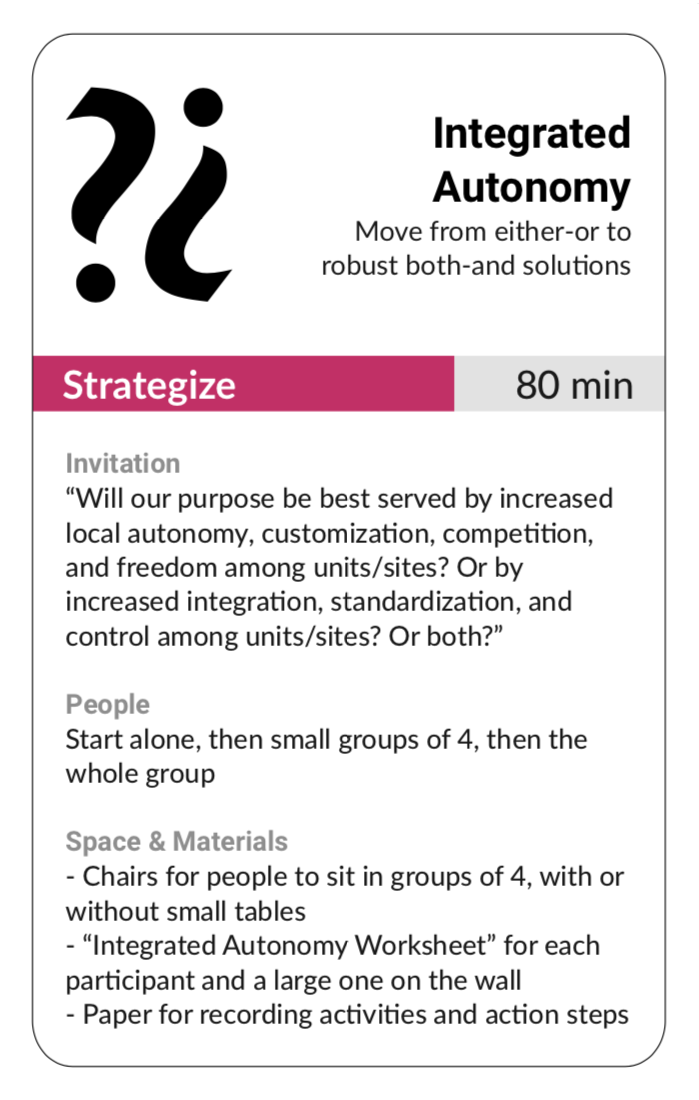 ?¿
Integrated
Autonomy
Move from either-or to
robust both-and solutions
Strategize
80 min
Invitation
“Will our purpose be best served by increased
local autonomy, customization, competition,
and freedom among units/sites? Or by
increased integration, standardization, and
control among units/sites? Or both?”
People
Start alone, then small groups of 4, then the
whole group
Space & Materials
- Chairs for people to sit in groups of 4, with or
without small tables
- “Integrated Autonomy Worksheet” for each
participant and a large one on the wall
- Paper for recording activities and action steps